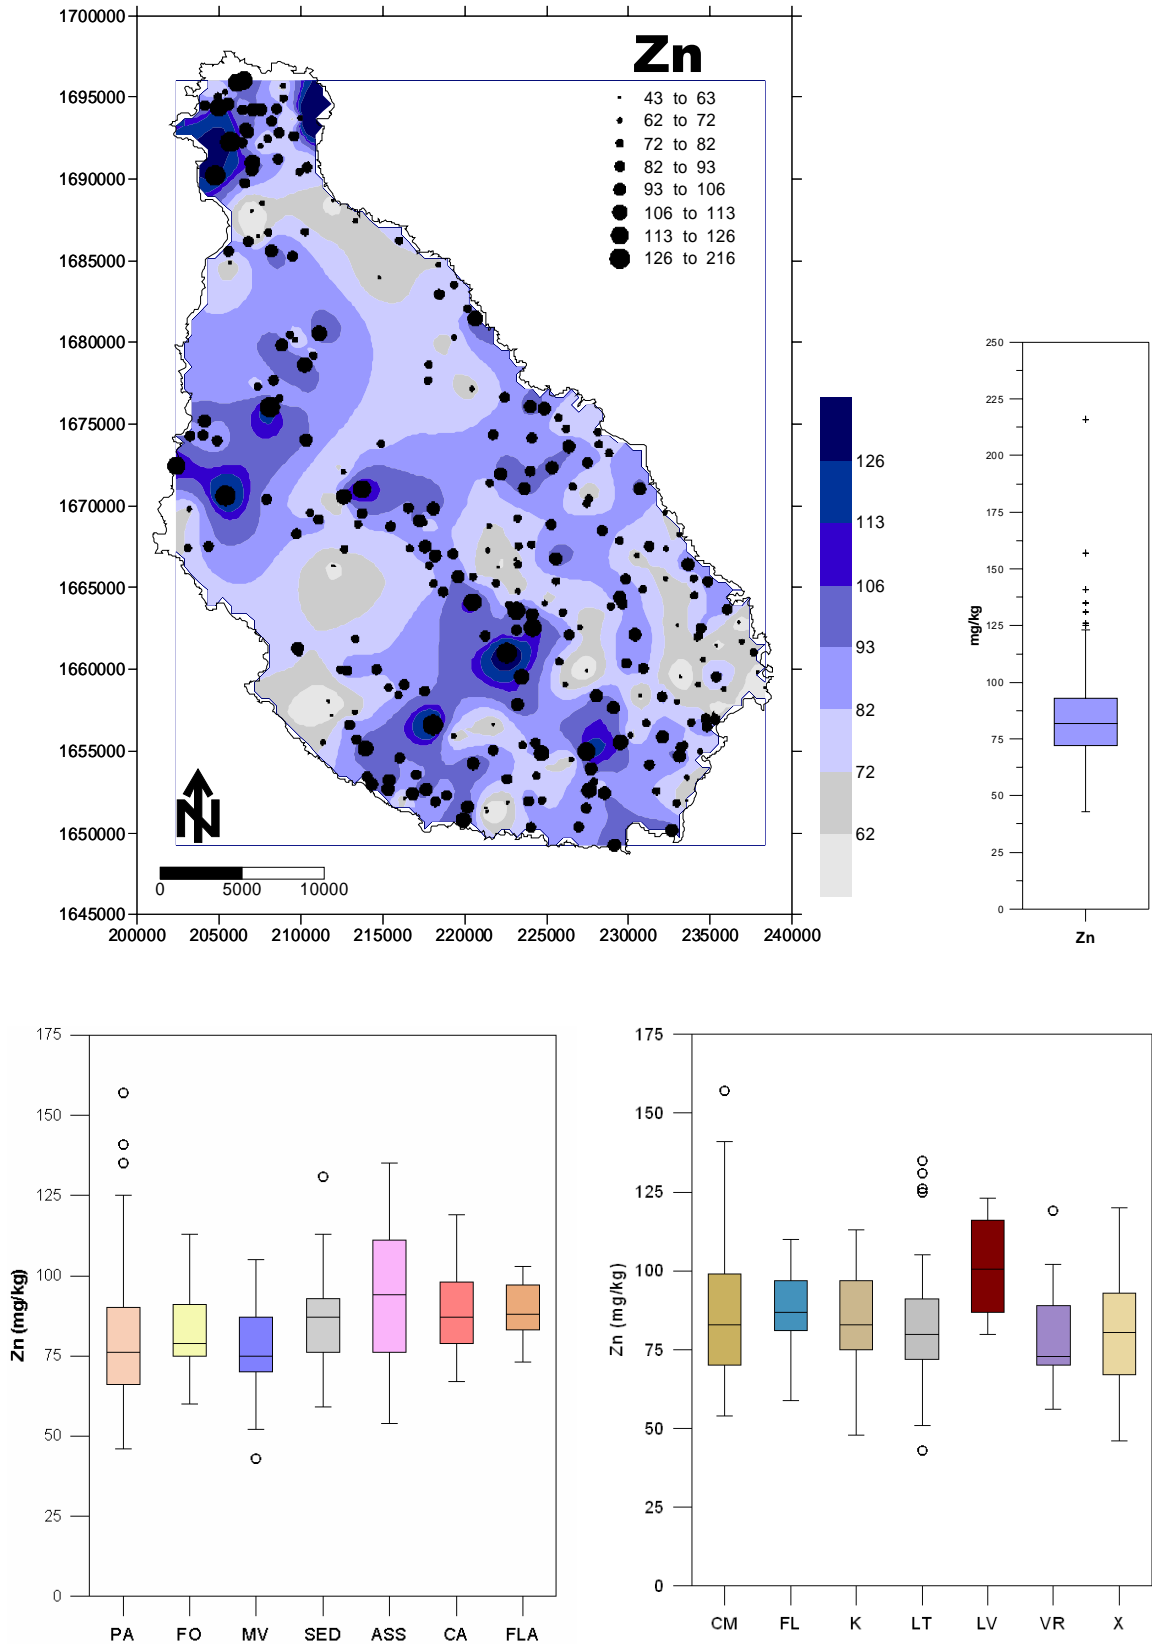 Zn
43 to 63
62 to 72
72 to 82
82 to 93
93 to 106
106 to 113
113 to 126
126 to 216
1700000
1695000
1690000
1685000
1680000
1675000
1670000
1665000
1660000
1655000
1650000
1645000
200000 205000 210000 215000 220000 225000 230000 235000 240000
N
0 5000 10000
126
113
106
93
82
72
62
250
225
200
175
150
125
100
75
50
25
0
mg/kg
Zn
175
150
125
100
75
50
25
0
Zn (mg/kg)
PA FO MV SED ASS CA FLA
175
150
125
100
75
50
25
0
Zn (mg/kg)
CM FL K LT LV VR X